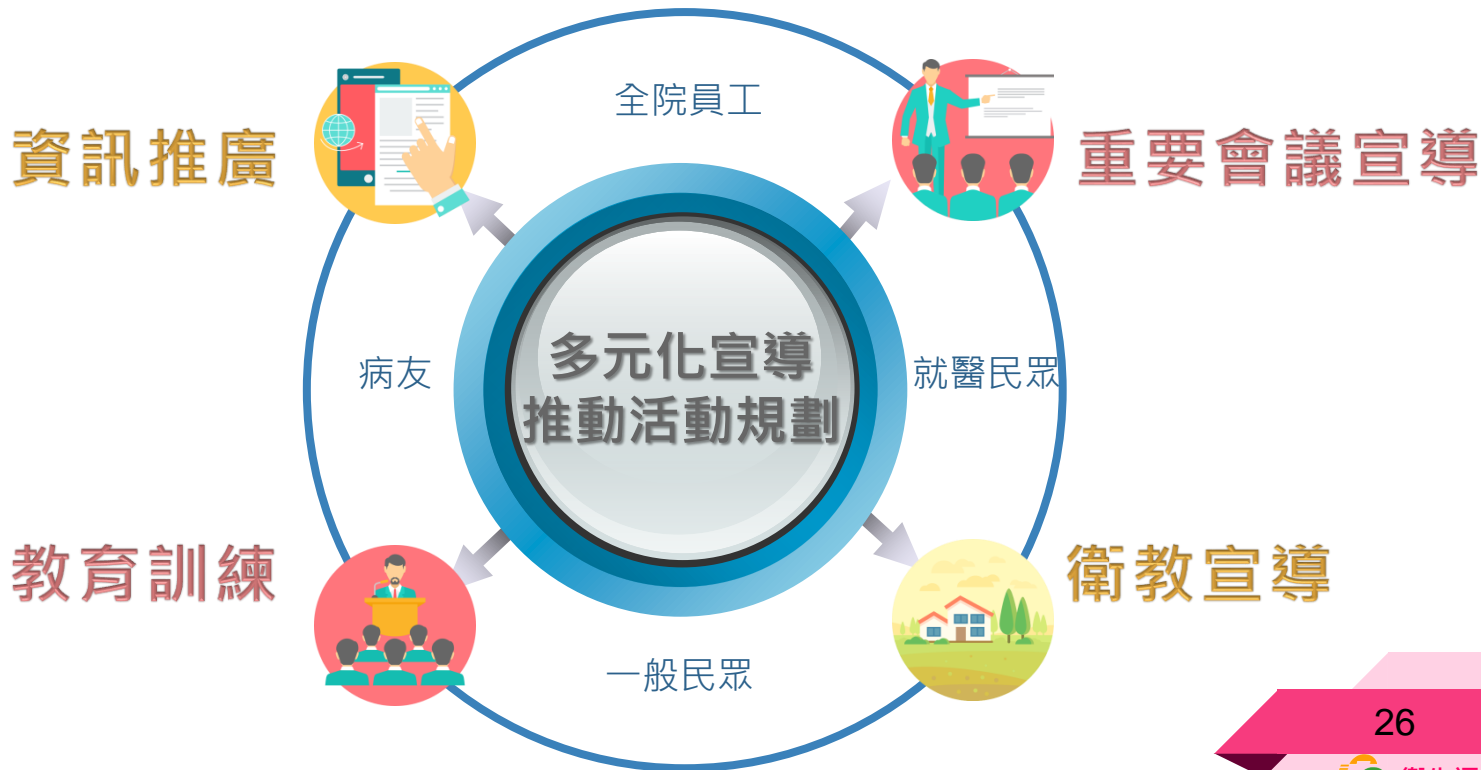 全院員工
資訊推廣
重要會議宣導
病友
多元化宣導
推動活動規劃
就醫民眾
教育訓練
衛教宣導
一般民眾
26